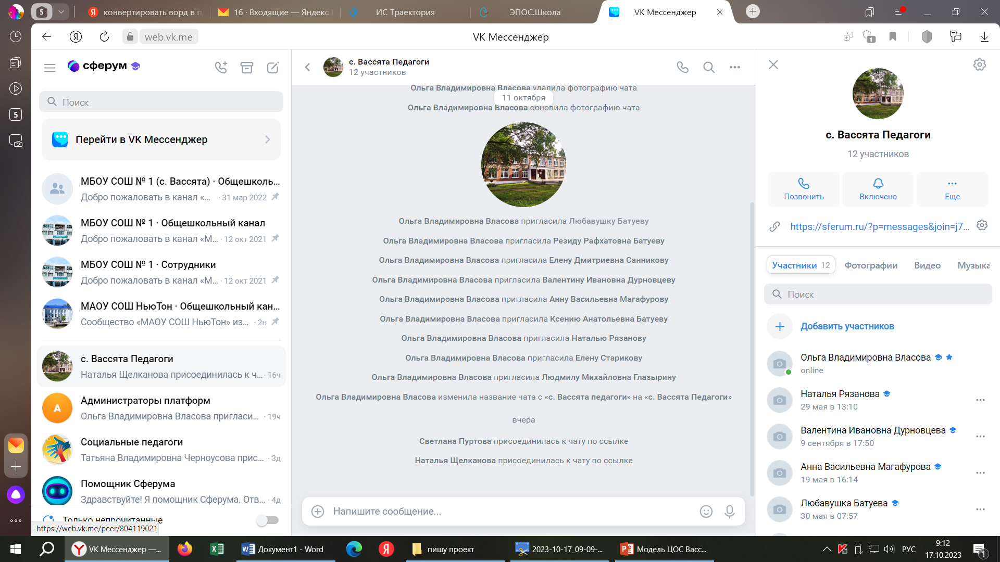 5
конвертировать ворд в п
16 · Входящие — Яндекс
ИС Траектория
ЭПОС.Школа
VK Мессенджер
web.vk.me
VK Мессенджер
1
5
сферум
Поиск
Перейти в VK Мессенджер
МБОУ СОШ № 1 (с. Вассята) · Общешколь...
Добро пожаловать в канал «... · 31 мар 2022
МБОУ СОШ № 1 · Общешкольный канал
Добро пожаловать в канал «М... · 12 окт 2021
МБОУ СОШ № 1 · Сотрудники
Добро пожаловать в канал «М... · 12 окт 2021
МАОУ СОШ НьюТон · Общешкольный кан...
Сообщество «МАОУ СОШ НьюТон» из... · 2н
с. Вассята Педагоги
Наталья Щелканова присоединилась к ч... · 16ч
А
Администраторы платформ
Ольга Владимировна Власова пригласи... · 19ч
Социальные педагоги
Татьяна Владимировна Черноусова прис... · 3д
Помощник Сферума
Здравствуйте! Я помощник Сферума. Отв... · 4д
Только непрочитанные
https://web.vk.me/peer/804119021
с. Вассята Педагоги
12 участников
Ольга Владимировна Власова удалила фотографию чата
11 октября
Ольга Владимировна Власова обновила фотографию чата
Ольга Владимировна Власова пригласила Любавушку Батуеву
Ольга Владимировна Власова пригласила Резиду Рафхатовна Батуеву
Ольга Владимировна Власова пригласила Елену Дмитриевна Санникову
Ольга Владимировна Власова пригласила Валентину Ивановна Дурновцеву
Ольга Владимировна Власова пригласила Анну Васильевна Магафурову
Ольга Владимировна Власова пригласила Ксению Анатольевна Батуеву
Ольга Владимировна Власова пригласила Наталью Рязанову
Ольга Владимировна Власова пригласила Елену Старикову
Ольга Владимировна Власова пригласила Людмилу Михайловна Глазырину
Ольга Владимировна Власова изменила название чата с «с. Вассята педагоги» на «с. Вассята Педагоги»
вчера
Светлана Пуртова присоединилась к чату по ссылке
Наталья Щелканова присоединилась к чату по ссылке
Напишите сообщение...
с. Вассята Педагоги
12 участников
Позвонить
Включено
Еще
https://sferum.ru/?p=messages&join=j7...
Участники 12
Фотографии
Видео
Музыка
Поиск
Добавить участников
Ольга Владимировна Власова
online
Наталья Рязанова
29 мая в 13:10
Валентина Ивановна Дурновцева
9 сентября в 17:50
Анна Васильевна Магафурова
19 мая в 16:14
Любавушка Батуева
30 мая в 07:57
VK Мессенджер —...
Документ1 - Word
пишу проект
2023-10-17_09-09-...
Модель ЦОС Васс...
РУС
9:12
17.10.2023
1